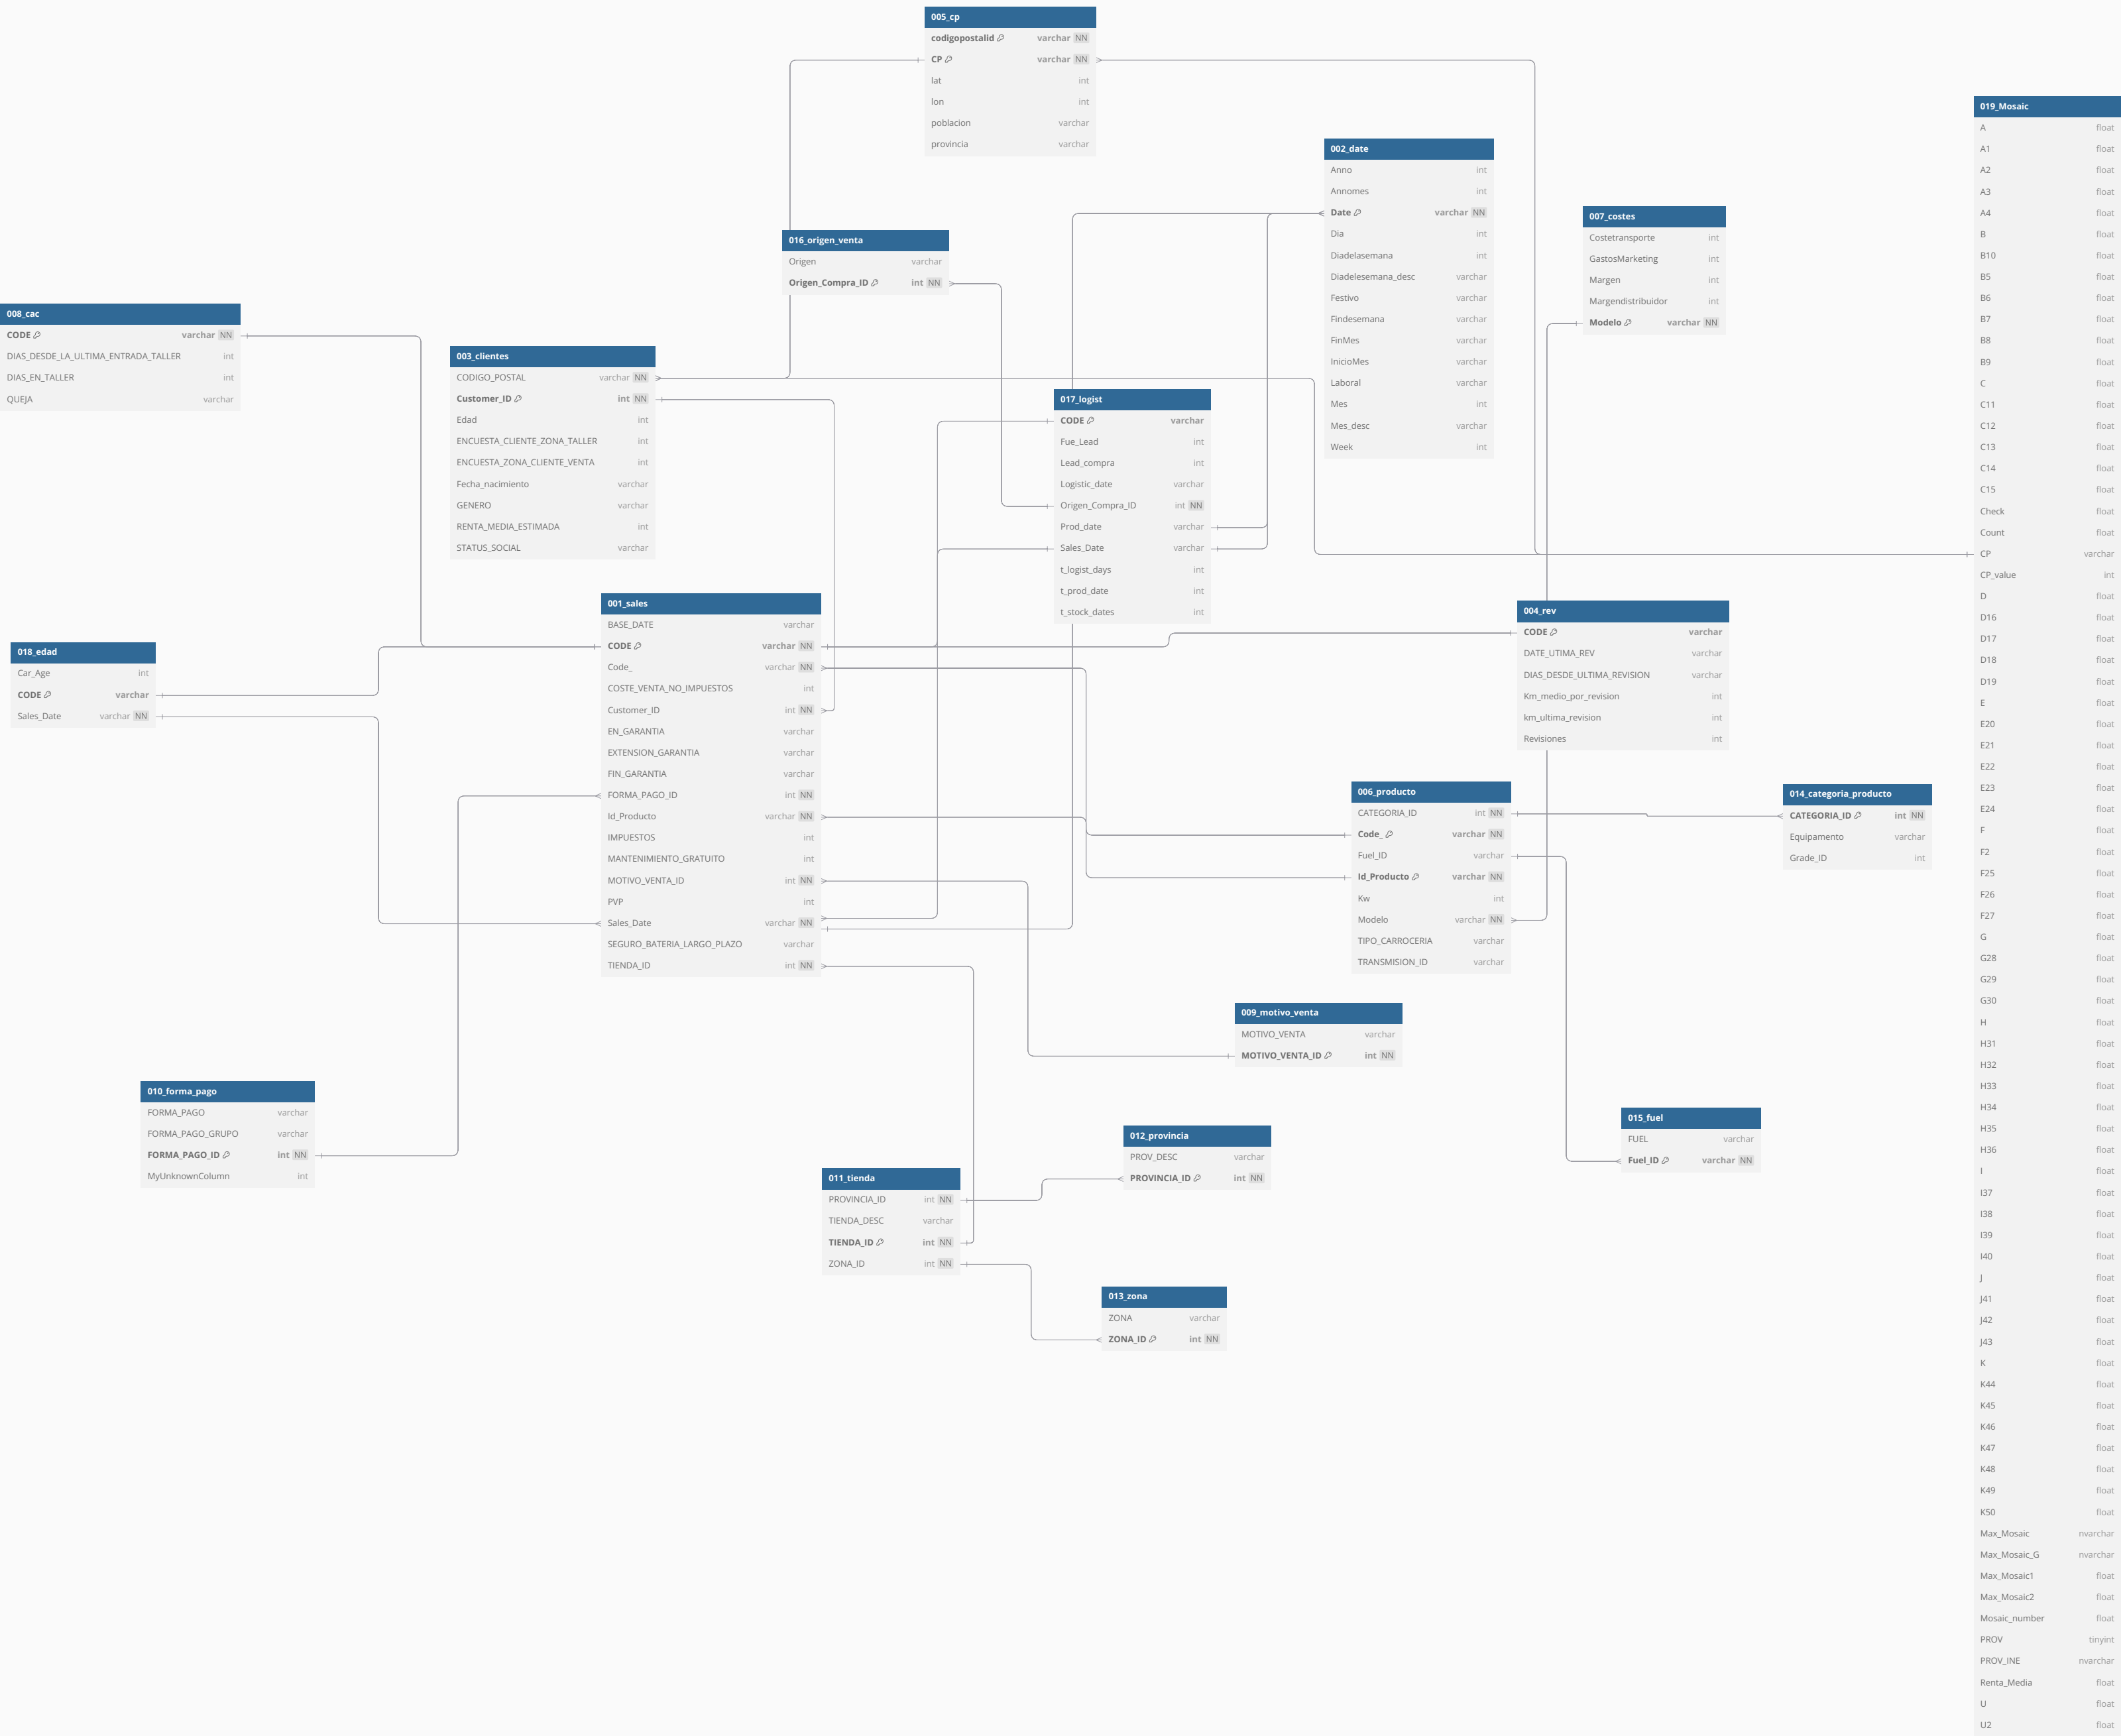 005_cp
codigopostalid varchar NN
CP varchar NN
lat int
lon int
poblacion varchar
provincia varchar
019_Mosaic
A float
A1 float
A2 float
A3 float
A4 float
B float
B10 float
B5 float
B6 float
B7 float
B8 float
B9 float
C float
C11 float
C12 float
C13 float
C14 float
C15 float
Check float
Count float
CP varchar
CP_value int
D float
D16 float
D17 float
D18 float
D19 float
E float
E20 float
E21 float
E22 float
E23 float
E24 float
F float
F2 float
F25 float
F26 float
F27 float
G float
G28 float
G29 float
G30 float
H float
H31 float
H32 float
H33 float
H34 float
H35 float
H36 float
I float
I37 float
I38 float
I39 float
I40 float
J float
J41 float
J42 float
J43 float
K float
K44 float
K45 float
K46 float
K47 float
K48 float
K49 float
K50 float
Max_Mosaic nvarchar
Max_Mosaic_G nvarchar
Max_Mosaic1 float
Max_Mosaic2 float
Mosaic_number float
PROV tinyint
PROV_INE nvarchar
Renta_Media float
U float
U2 float
002_date
Anno int
Annomes int
Date varchar NN
Dia int
Diadelasemana int
Diadelesemana_desc varchar
Festivo varchar
Findesemana varchar
FinMes varchar
InicioMes varchar
Laboral varchar
Mes int
Mes_desc varchar
Week int
007_costes
Costetransporte int
GastosMarketing int
Margen int
Margendistribuidor int
Modelo varchar NN
016_origen_venta
Origen varchar
Origen_Compra_ID int NN
008_cac
CODE varchar NN
DIAS_DESDE_LA_ULTIMA_ENTRADA_TALLER int
DIAS_EN_TALLER int
QUEJA varchar
003_clientes
CODIGO_POSTAL varchar NN
Customer_ID int NN
Edad int
ENCUESTA_CLIENTE_ZONA_TALLER int
ENCUESTA_ZONA_CLIENTE_VENTA int
Fecha_nacimiento varchar
GENERO varchar
RENTA_MEDIA_ESTIMADA int
STATUS_SOCIAL varchar
017_logist
CODE varchar
Fue_Lead int
Lead_compra int
Logistic_date varchar
Origen_Compra_ID int NN
Prod_date varchar
Sales_Date varchar
t_logist_days int
t_prod_date int
t_stock_dates int
001_sales
BASE_DATE varchar
CODE varchar NN
Code_ varchar NN
COSTE_VENTA_NO_IMPUESTOS int
Customer_ID int NN
EN_GARANTIA varchar
EXTENSION_GARANTIA varchar
FIN_GARANTIA varchar
FORMA_PAGO_ID int NN
Id_Producto varchar NN
IMPUESTOS int
MANTENIMIENTO_GRATUITO int
MOTIVO_VENTA_ID int NN
PVP int
Sales_Date varchar NN
SEGURO_BATERIA_LARGO_PLAZO varchar
TIENDA_ID int NN
004_rev
CODE varchar
DATE_UTIMA_REV varchar
DIAS_DESDE_ULTIMA_REVISION varchar
Km_medio_por_revision int
km_ultima_revision int
Revisiones int
018_edad
Car_Age int
CODE varchar
Sales_Date varchar NN
006_producto
CATEGORIA_ID int NN
Code_ varchar NN
Fuel_ID varchar
Id_Producto varchar NN
Kw int
Modelo varchar NN
TIPO_CARROCERIA varchar
TRANSMISION_ID varchar
014_categoria_producto
CATEGORIA_ID int NN
Equipamento varchar
Grade_ID int
009_motivo_venta
MOTIVO_VENTA varchar
MOTIVO_VENTA_ID int NN
010_forma_pago
FORMA_PAGO varchar
FORMA_PAGO_GRUPO varchar
FORMA_PAGO_ID int NN
MyUnknownColumn int
015_fuel
FUEL varchar
Fuel_ID varchar NN
012_provincia
PROV_DESC varchar
PROVINCIA_ID int NN
011_tienda
PROVINCIA_ID int NN
TIENDA_DESC varchar
TIENDA_ID int NN
ZONA_ID int NN
013_zona
ZONA varchar
ZONA_ID int NN